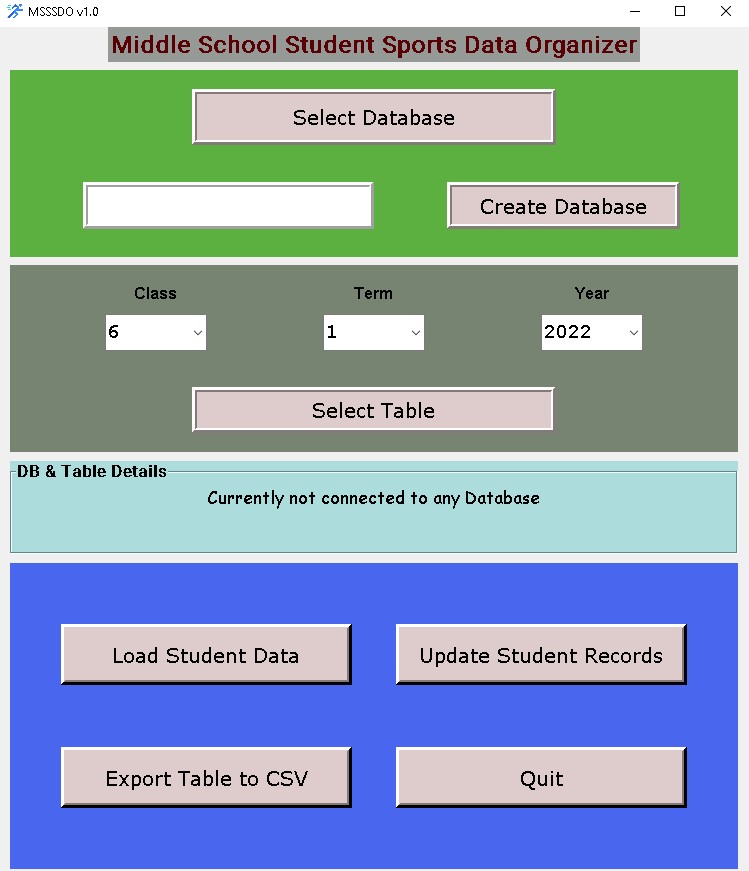 MSSSDO v1.0
Middle School Student Sports Data Organizer
Select Database
Create Database
Class Term Year
6 1 2022
Select Table
DB & Table Details
Currently not connected to any Database
Load Student Data Update Student Records
Export Table to CSV Quit